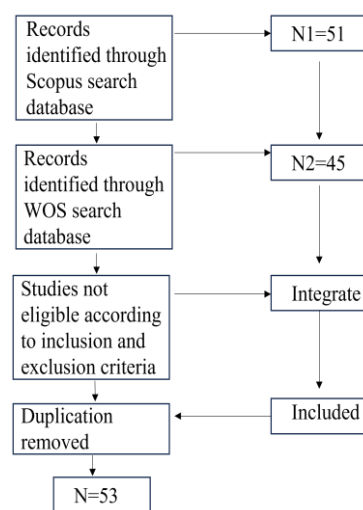 Records
identified through
Scopus search
database
N1=51
Records
identified through
WOS search
database
N2=45
Studies not
eligible according
to inclusion and
exclusion criteria
Integrate
Duplication
removed
Included
N=53